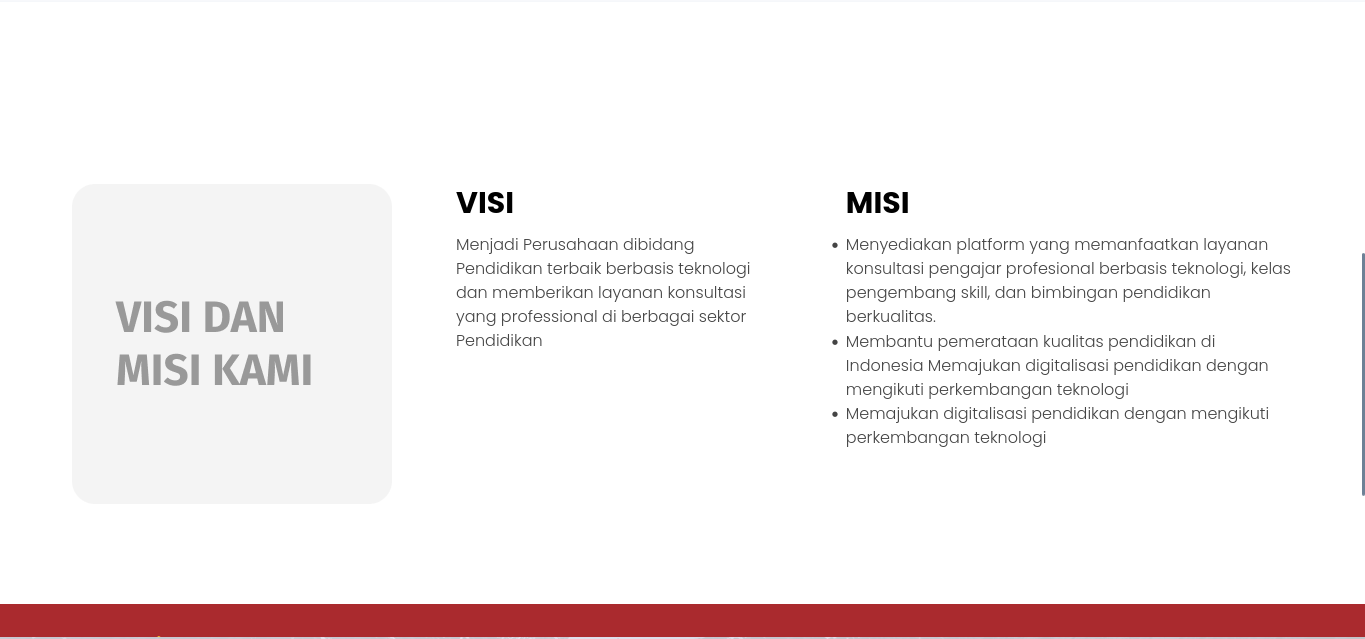 VISI DAN
MISI KAMI
VISI
Menjadi Perusahaan dibidang
Pendidikan terbaik berbasis teknologi
dan memberikan layanan konsultasi
yang professional di berbagai sektor
Pendidikan
MISI
• Menyediakan platform yang memanfaatkan layanan
konsultasi pengajar profesional berbasis teknologi, kelas
pengembang skill, dan bimbingan pendidikan
berkualitas.
• Membantu pemerataan kualitas pendidikan di
Indonesia Memajukan digitalisasi pendidikan dengan
mengikuti perkembangan teknologi
• Memajukan digitalisasi pendidikan dengan mengikuti
perkembangan teknologi